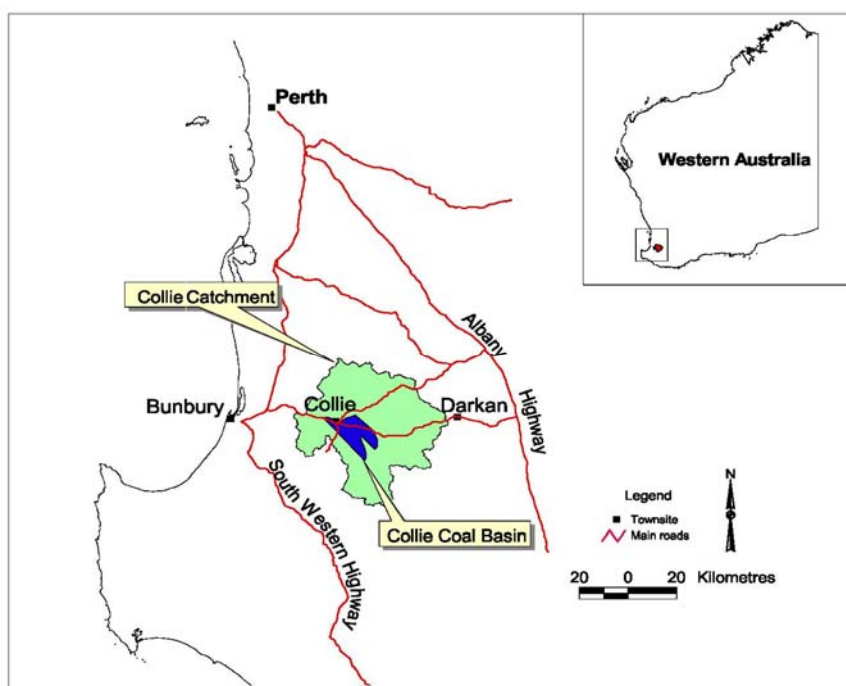 Perth
Western Australia
Collie Catchment
Albany
Highway
Bunbury
Collie
Darkan
South Western Highway
Collie Coal Basin
N
Legend
Townsite
Main roads
20 0 20 Kilometres